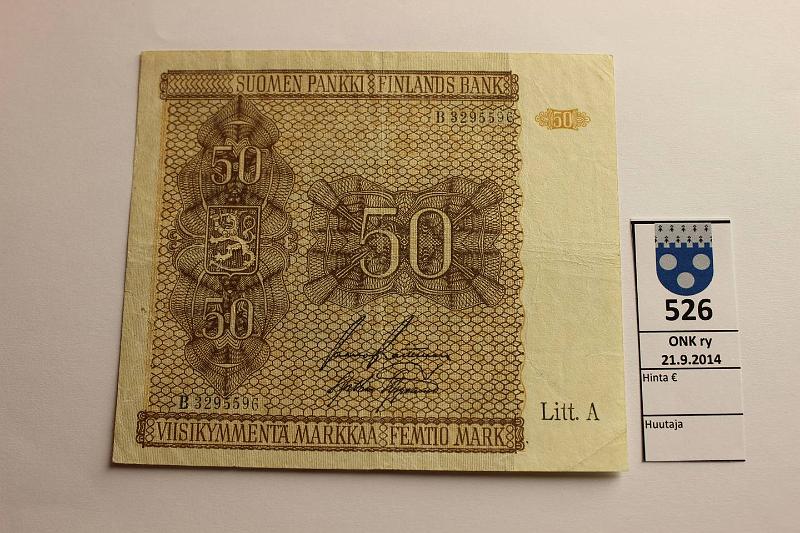 SUOMEN PANKKI FINLANDS BANK
B 3295596
50
50
50
50
B 3295596
Litt. A
VIISIKYMMENTÄ MARKKAA FEMTIO MARK
526
ONK ry
21.9.2014
Hinta €
Huutaja